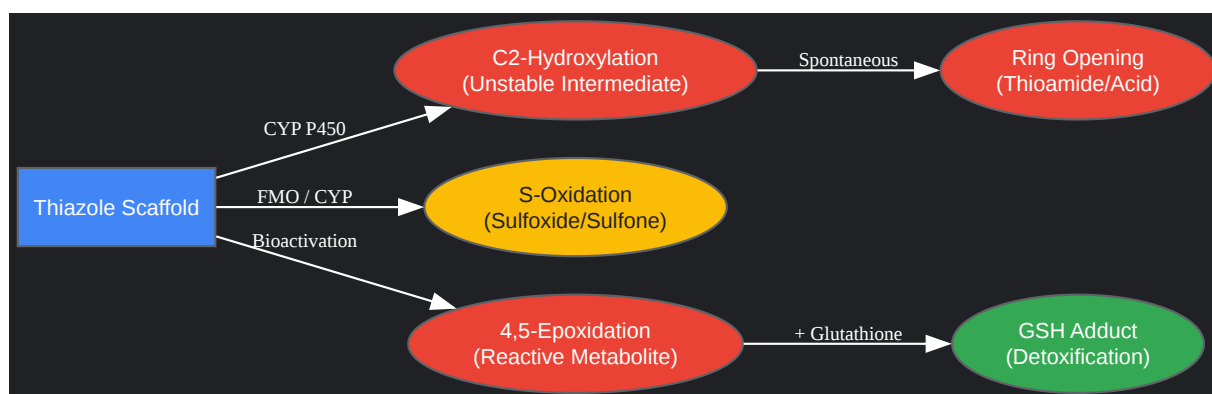 C2-Hydroxylation
(Unstable Intermediate)
Spontaneous
Ring Opening
(Thioamide/Acid)
CYP P450
Thiazole Scaffold
FMO / CYP
S-Oxidation
(Sulfoxide/Sulfone)
Bioactivation
4,5-Epoxidation
(Reactive Metabolite)
+ Glutathione
GSH Adduct
(Detoxification)